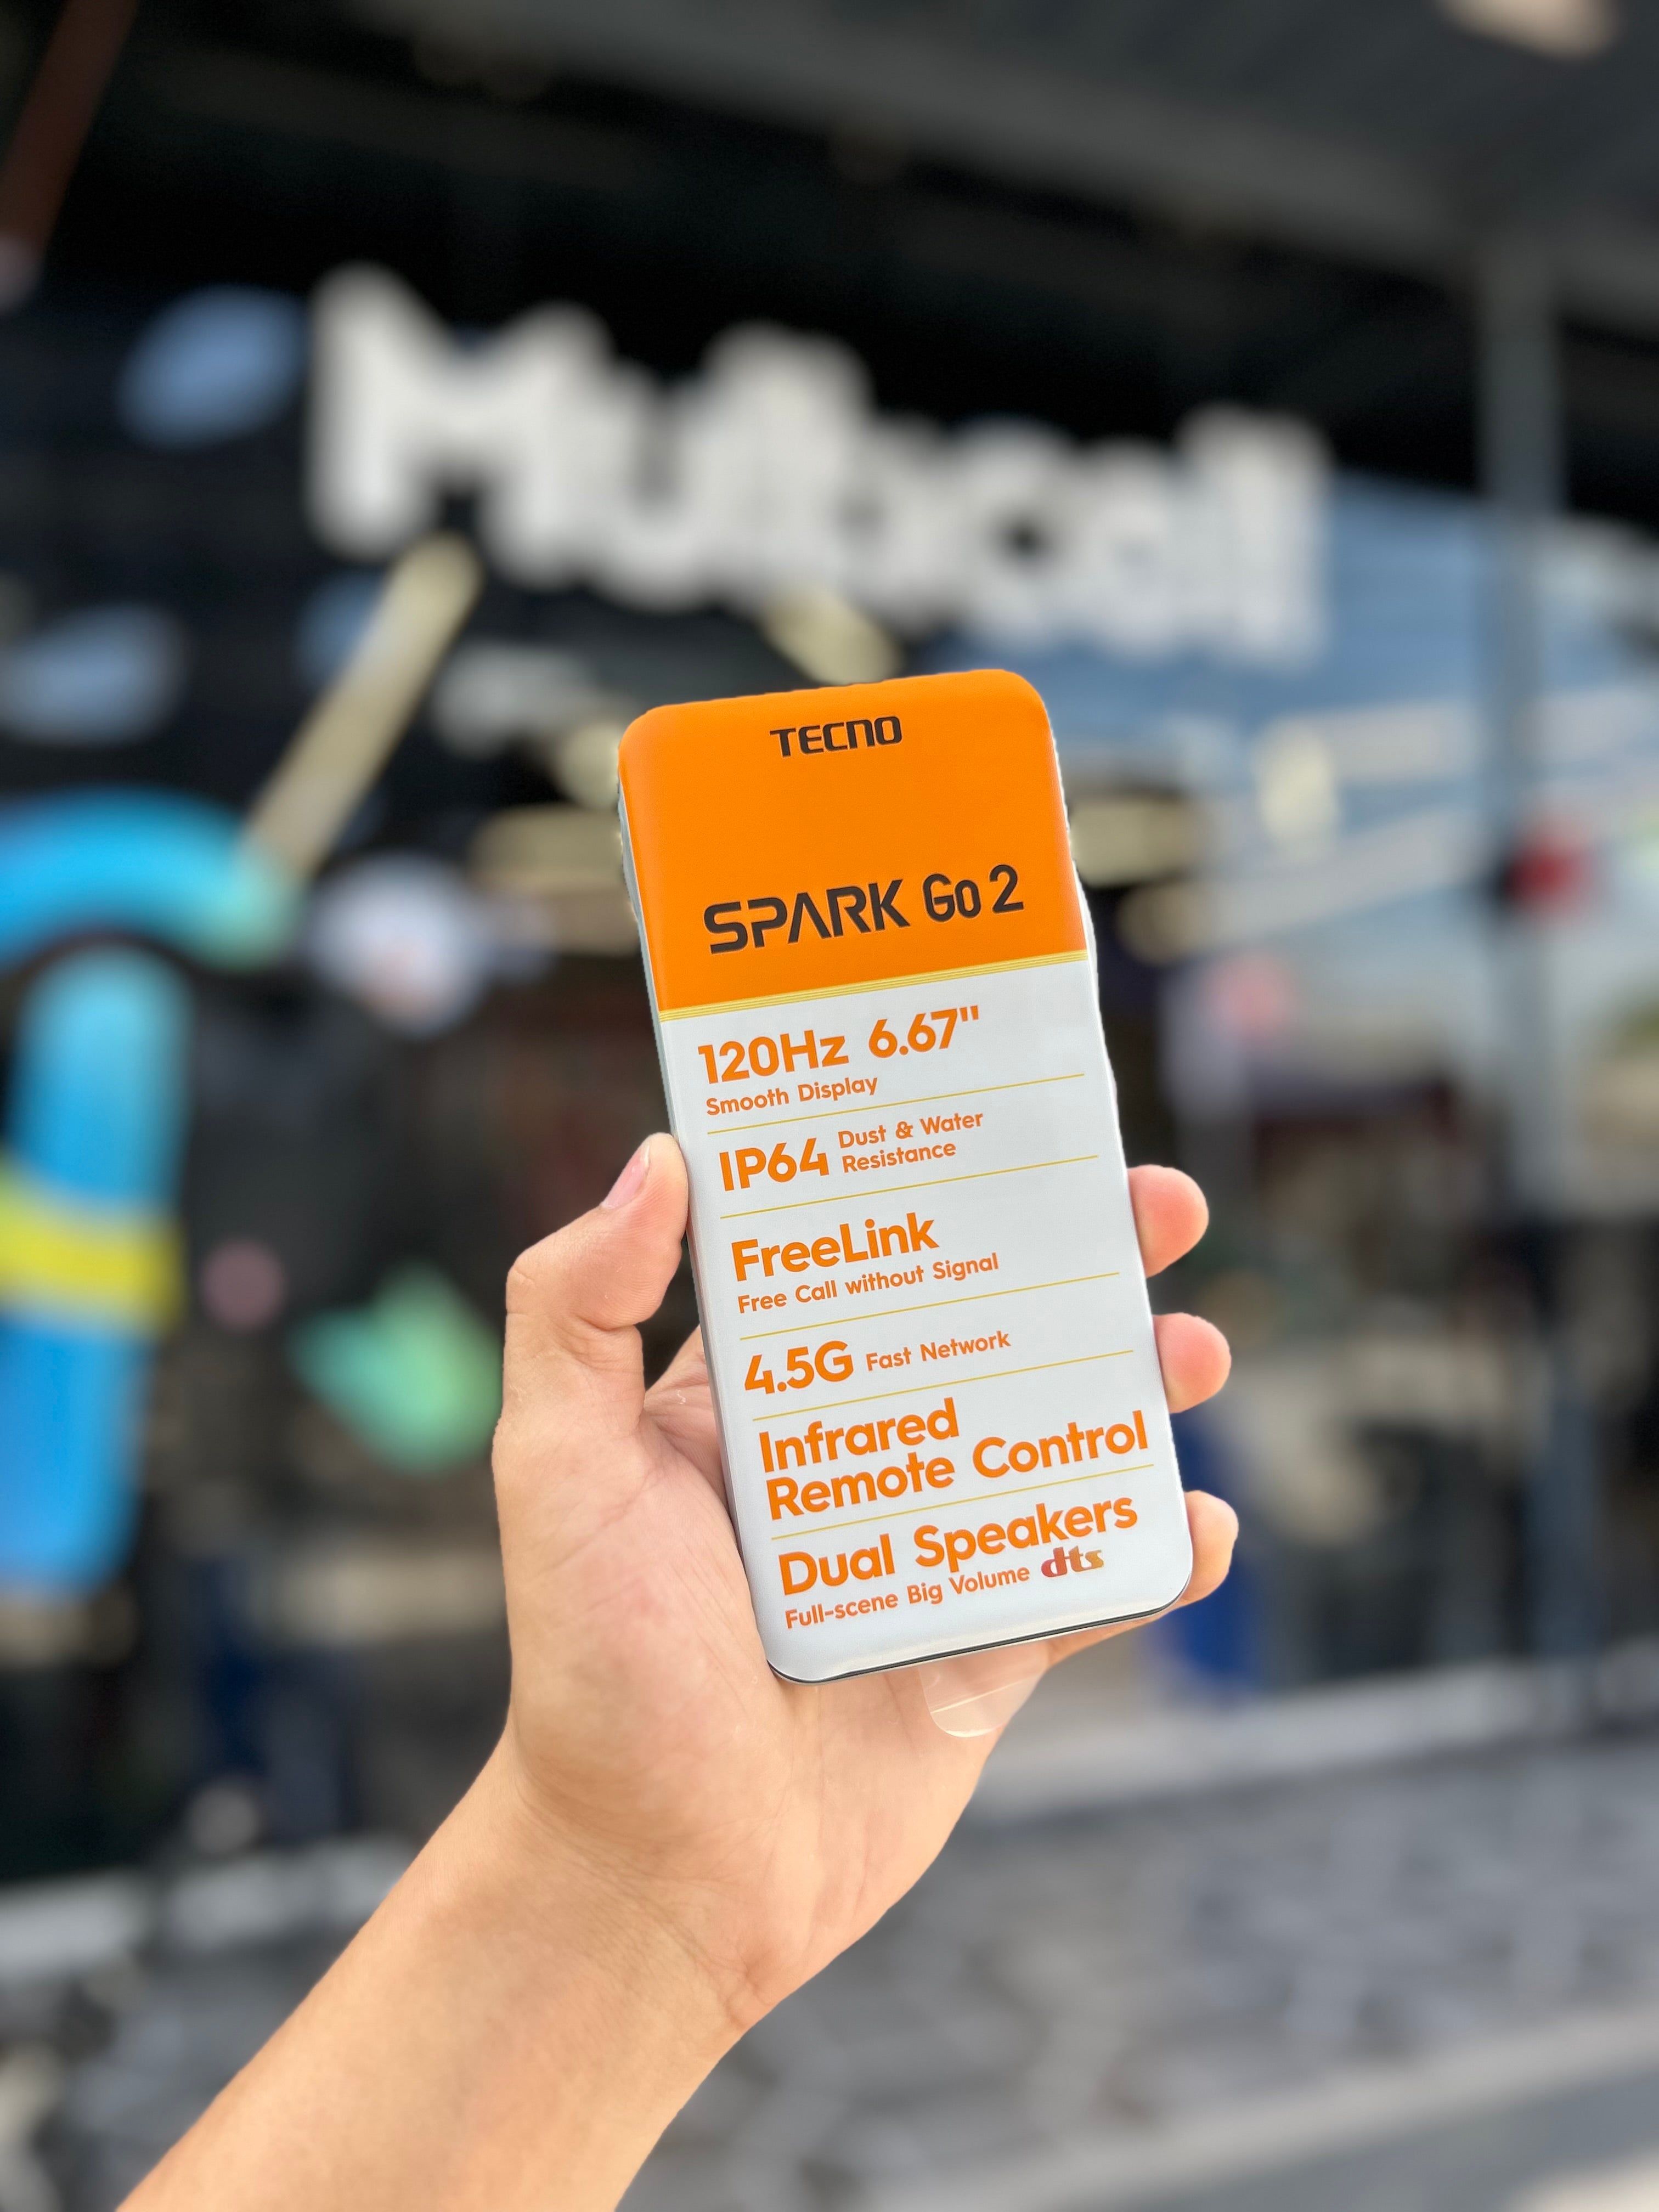 TECNO
SPARK Go 2
120Hz 6.67"
Smooth Display
IP64 Dust & Water
Resistance
FreeLink
Free Call without Signal
4.5G Fast Network
Infrared
Remote Control
Dual Speakers
Full-scene Big Volume dts